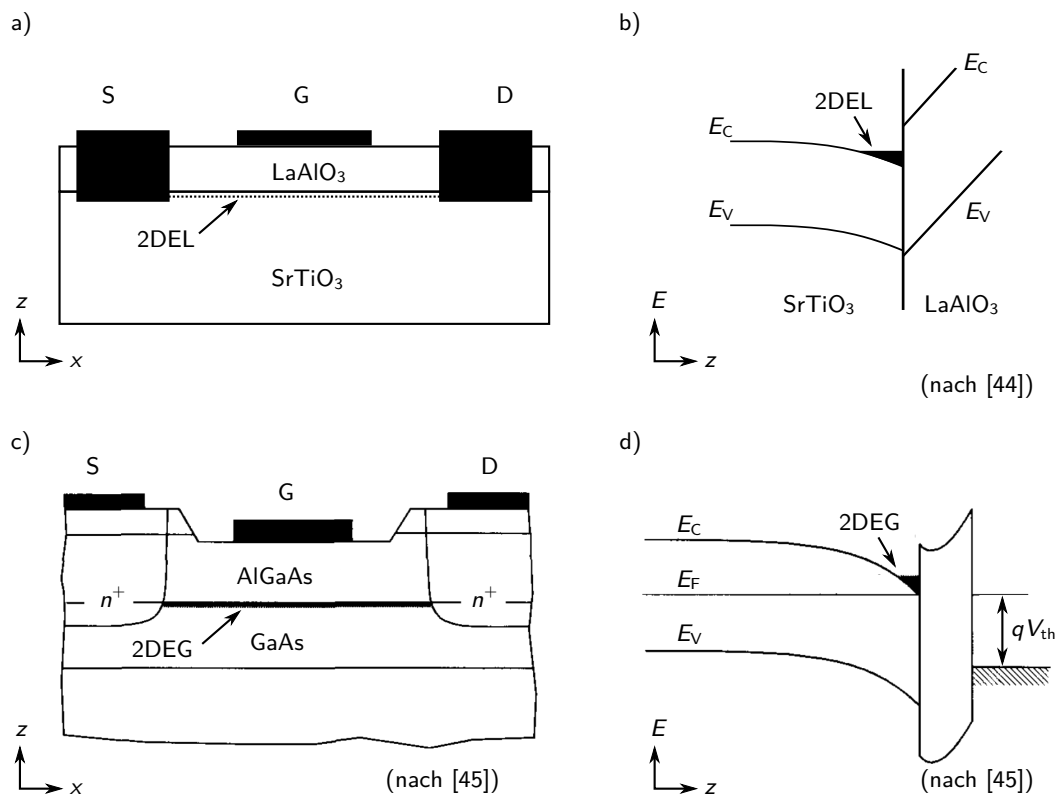 a)
S G D
LaAlO₃
2DEL
SrTiO₃
z
x
b)
E_C
2DEL
E_C
E_V
E_V
SrTiO₃ LaAlO₃
E
z
(nach [44])
c)
S G D
AlGaAs
n⁺ n⁺
2DEG GaAs
z
x
(nach [45])
d)
2DEG
E_C
E_F
qV_th
E_V
E
z
(nach [45])